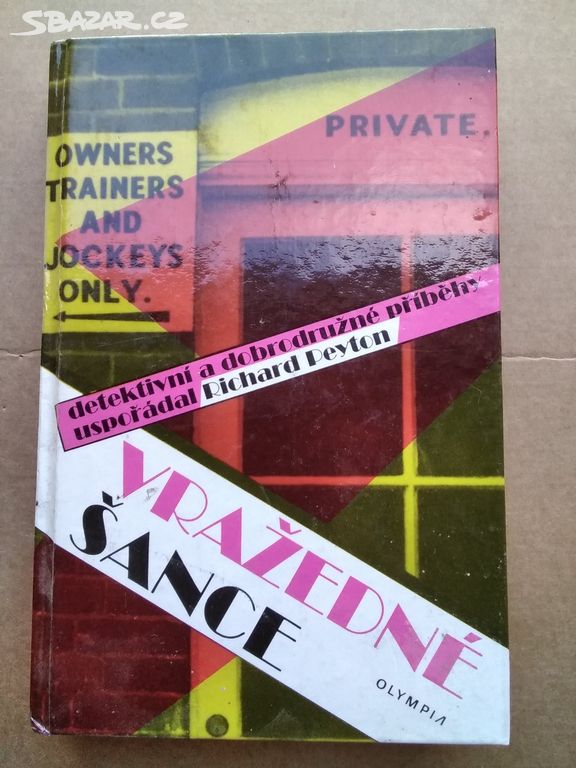 SBAZAR.CZ
PRIVATE.
OWNERS
TRAINERS
AND
JOCKEYS
ONLY.
detektivní a dobrodružné příběhy
uspořádal Richard Peyton
VRAŽEDNÉ
ŠANCE
OLYMPIA